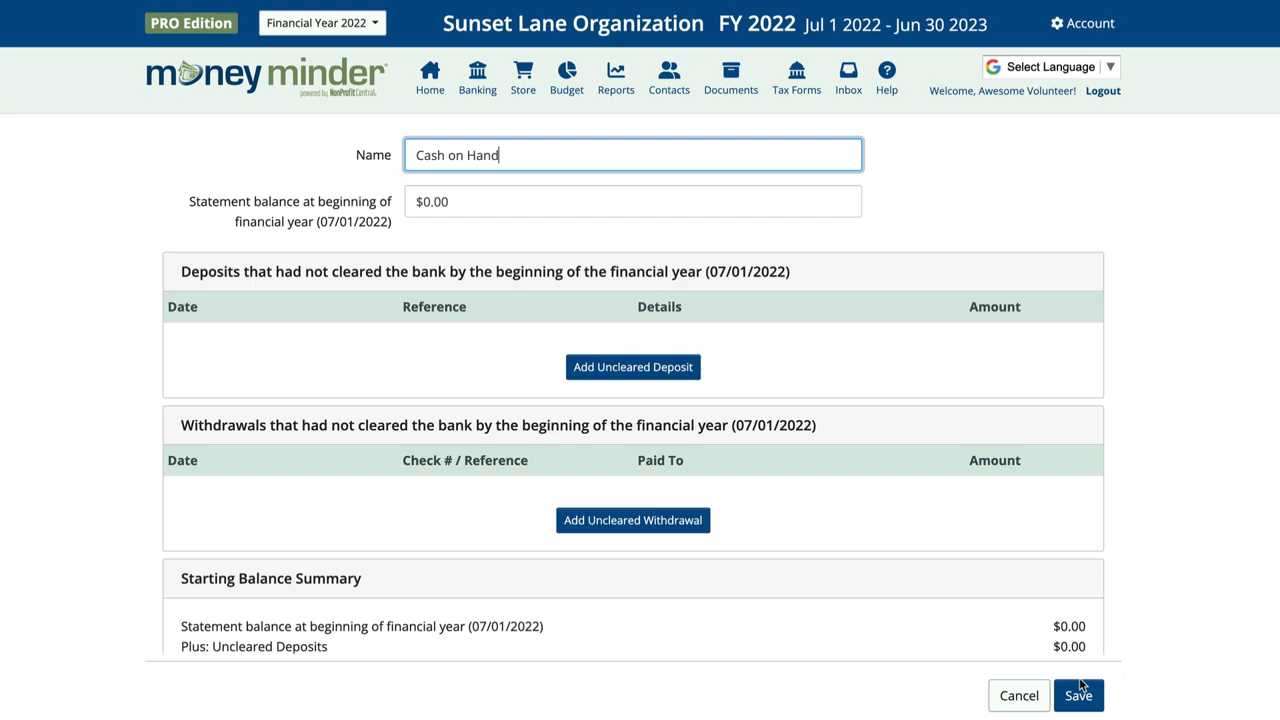 PRO Edition
Financial Year 2022
Sunset Lane Organization FY 2022 Jul 1 2022 - Jun 30 2023
Account
moneyminder
powered by NONPROFIT CENTRAL
Home
Banking
Store
Budget
Reports
Contacts
Documents
Tax Forms
Inbox
Help
Select Language
Welcome, Awesome Volunteer! Logout
Name
Cash on Hand
Statement balance at beginning of
financial year (07/01/2022)
$0.00
Deposits that had not cleared the bank by the beginning of the financial year (07/01/2022)
Date Reference Details Amount
Add Uncleared Deposit
Withdrawals that had not cleared the bank by the beginning of the financial year (07/01/2022)
Date Check # / Reference Paid To Amount
Add Uncleared Withdrawal
Starting Balance Summary
Statement balance at beginning of financial year (07/01/2022) $0.00
Plus: Uncleared Deposits $0.00
Cancel
Save